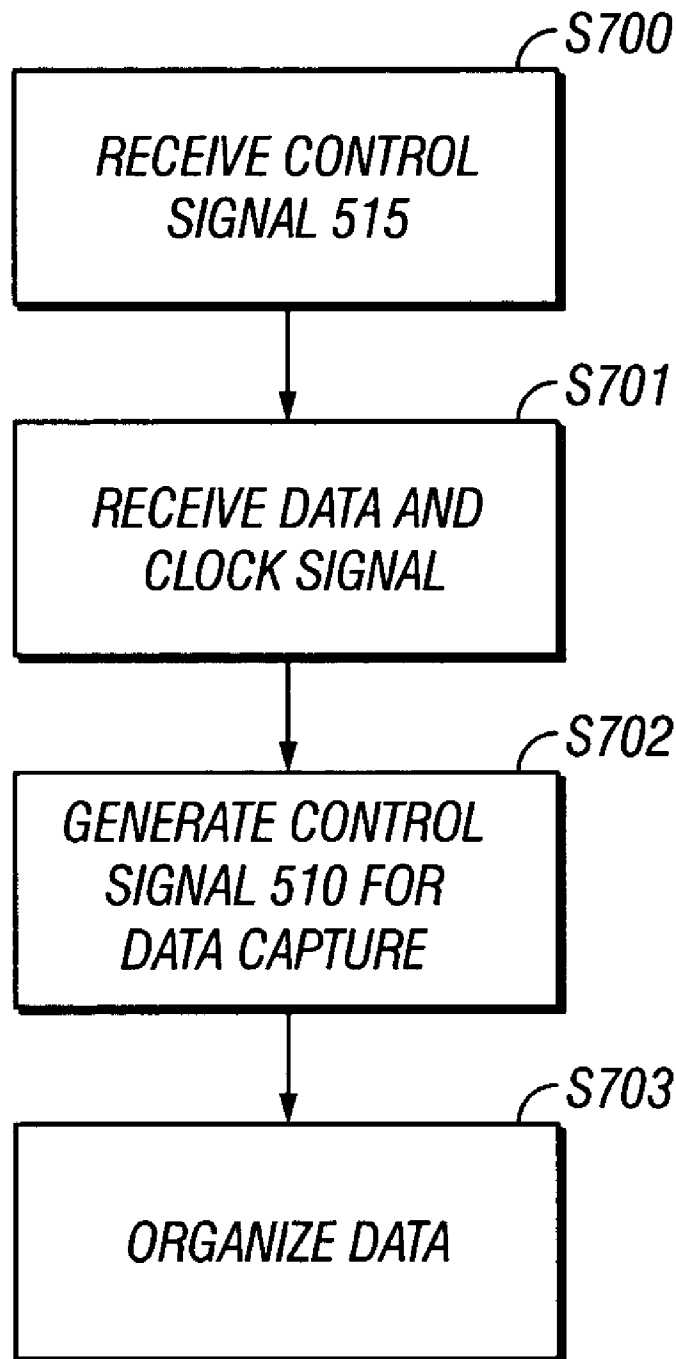 S700
RECEIVE CONTROL
SIGNAL 515
S701
RECEIVE DATA AND
CLOCK SIGNAL
S702
GENERATE CONTROL
SIGNAL 510 FOR
DATA CAPTURE
S703
ORGANIZE DATA